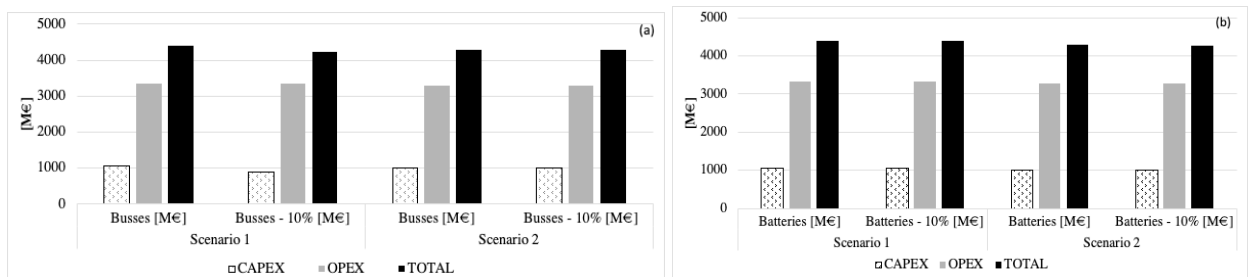 (a)
5000
4000
3000
2000
1000
0
[M€]
Busses [M€] Busses - 10% [M€] Busses [M€] Busses - 10% [M€]
Scenario 1 Scenario 2
CAPEX OPEX TOTAL
(b)
5000
4000
3000
2000
1000
0
[M€]
Batteries [M€] Batteries - 10% [M€] Batteries [M€] Batteries - 10% [M€]
Scenario 1 Scenario 2
CAPEX OPEX TOTAL